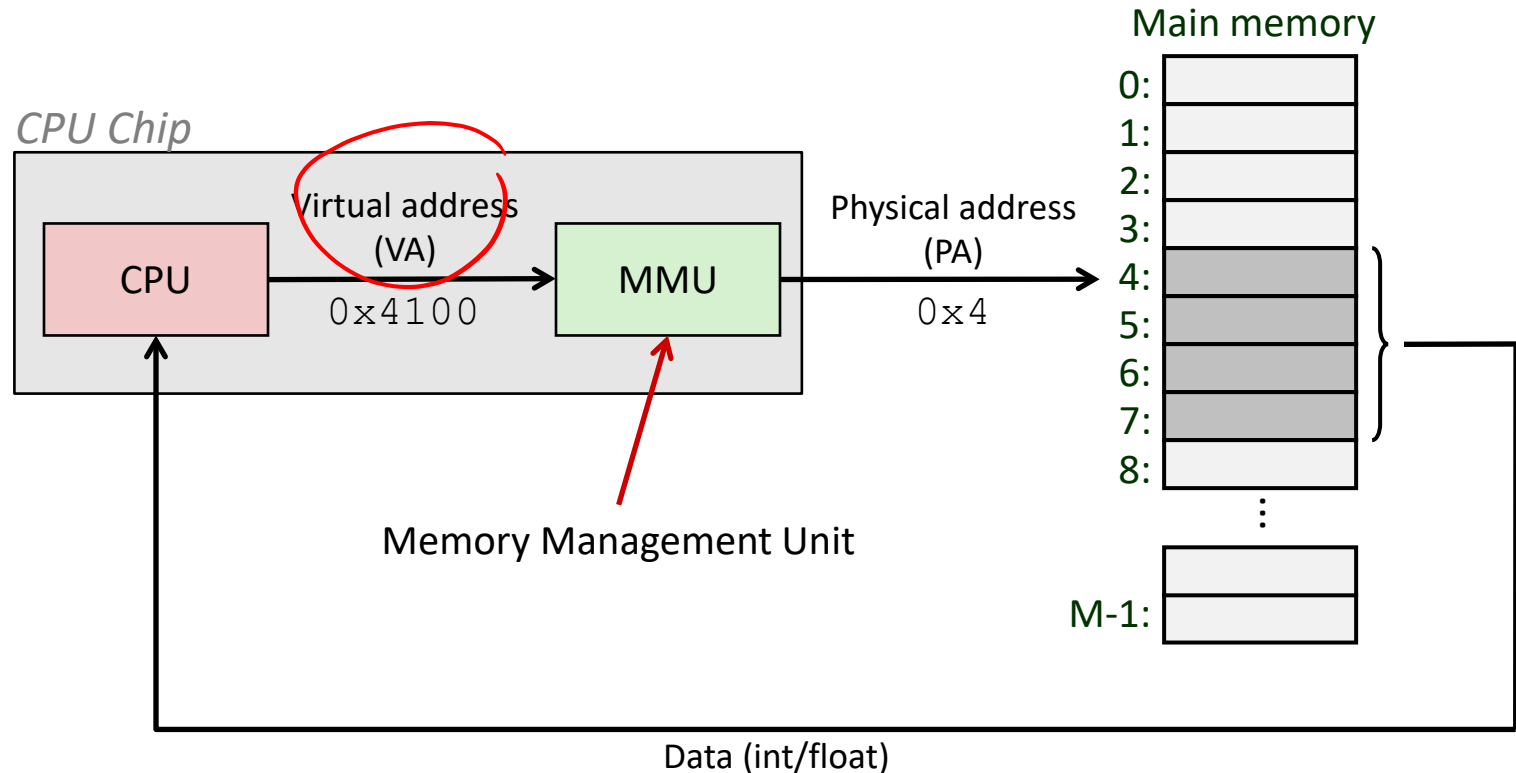 Main memory
CPU Chip
0:
1:
2:
3:
4:
5:
6:
7:
8:
⋮
M-1:
Virtual address
(VA)
CPU
0x4100
MMU
Physical address
(PA)
0x4
Memory Management Unit
Data (int/float)